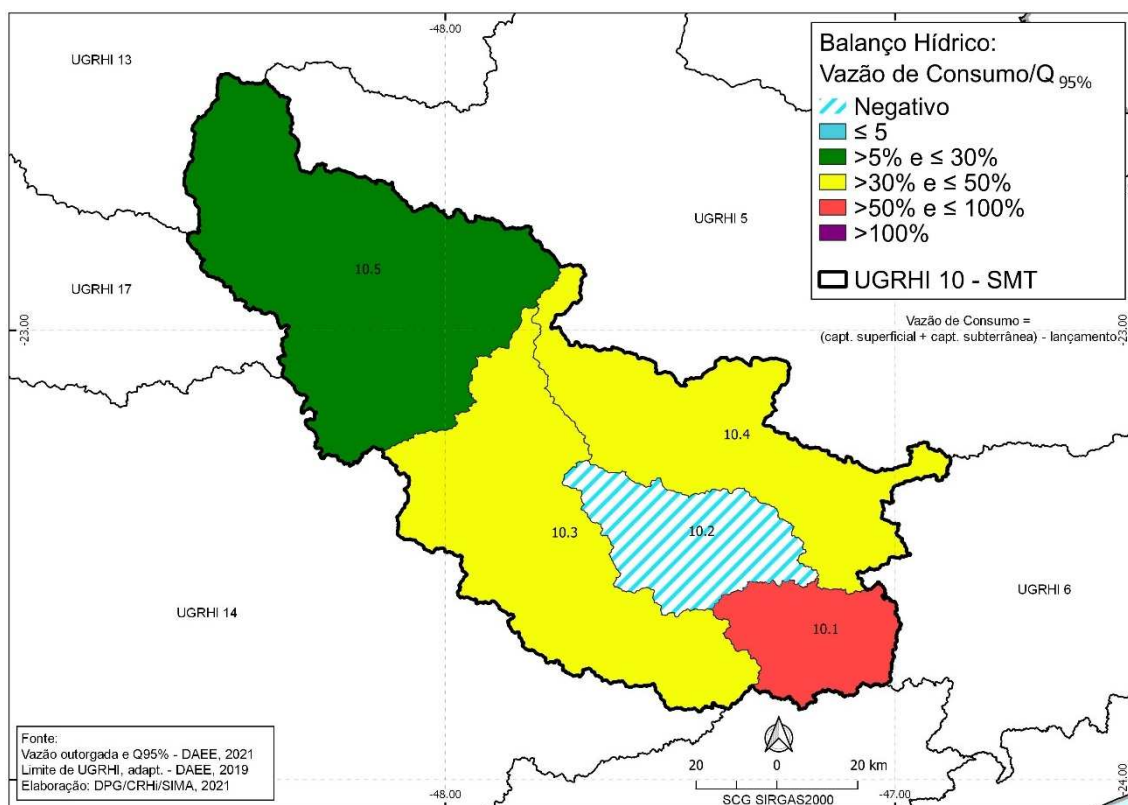 -48.00
UGRHI 13
Balanço Hídrico:
Vazão de Consumo/Q 95%
Negativo
≤ 5
>5% e ≤ 30%
>30% e ≤ 50%
>50% e ≤ 100%
>100%
UGRHI 10 - SMT
UGRHI 5
10.5
UGRHI 17
-23.00
Vazão de Consumo =
(capt. superficial + capt. subterrânea) - lançamento
-23.00
10.4
10.3
10.2
UGRHI 14
UGRHI 6
10.1
Fonte:
Vazão outorgada e Q95% - DAEE, 2021
Limite de UGRHI, adapt. - DAEE, 2019
Elaboração: DPG/CRHi/SIMA, 2021
20 0 20 km
SCG SIRGAS2000
-48.00
-47.00
-24.00